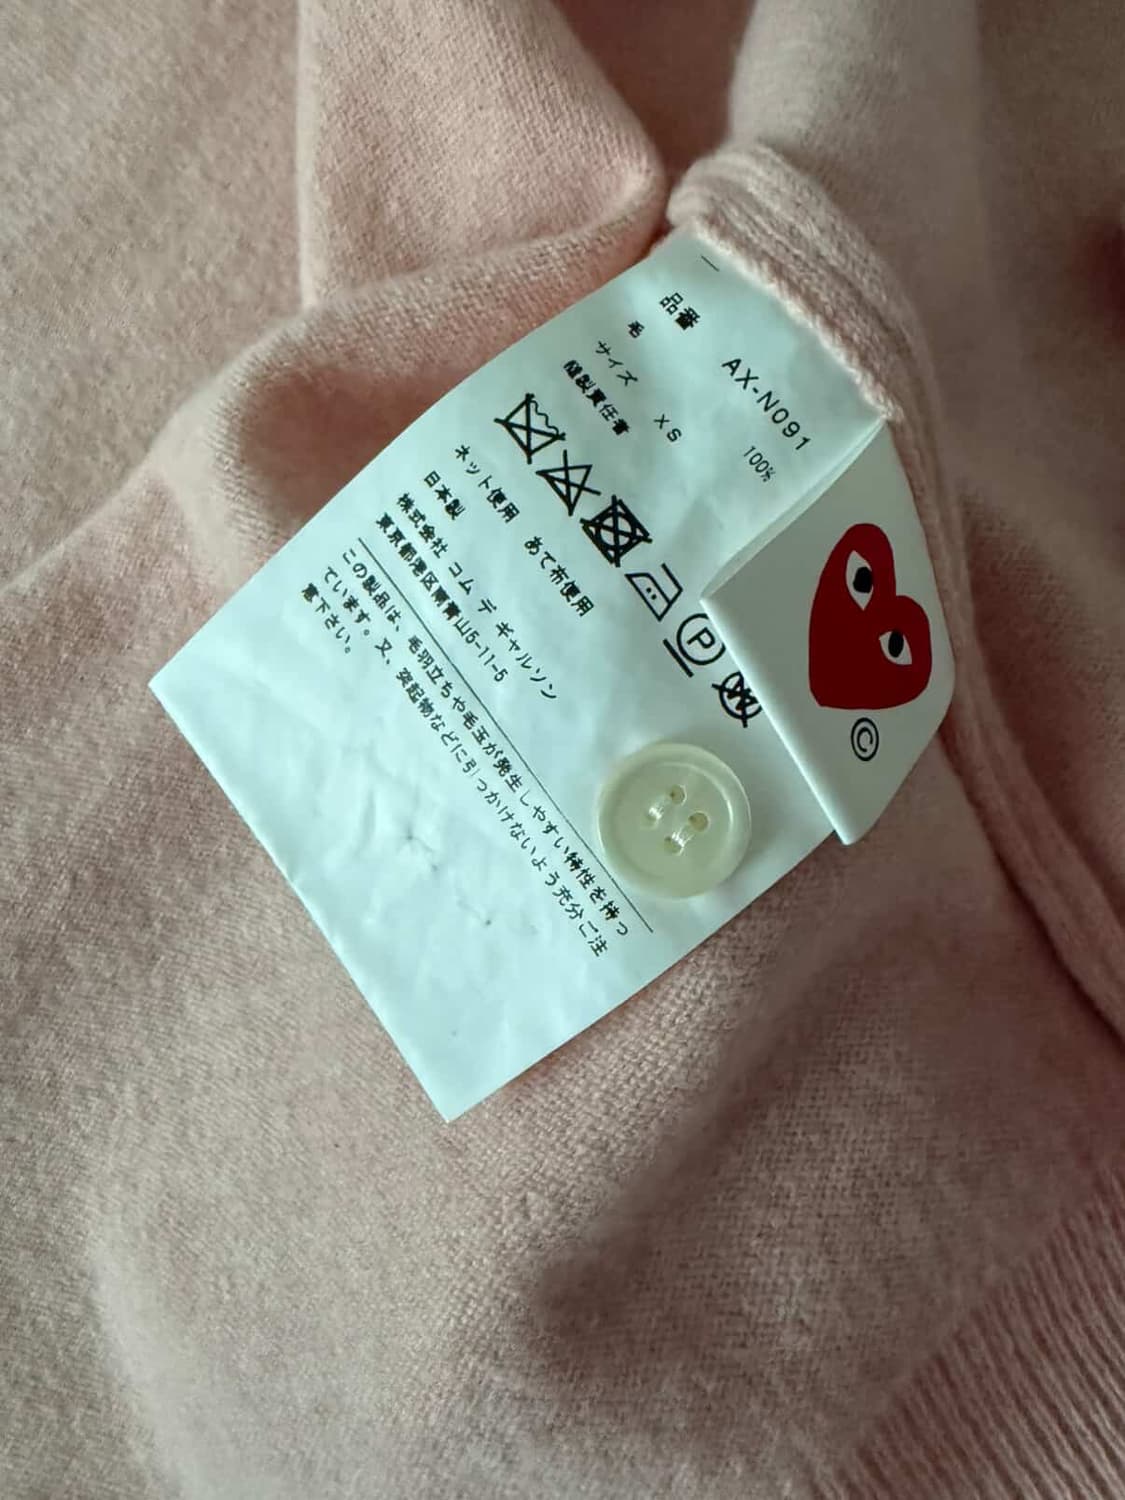 品番 AX-N091
毛 100%
サイズ XS
縫製責任者
P
W
ネット使用 あて布使用
日本製
株式会社 コム デ ギャルソン
東京都港区南青山5-11-5
この製品は、毛羽立ちや毛玉が発生しやすい特性を持っ
ています。又、突起物などに引っかけないよう充分ご注
意下さい。
©